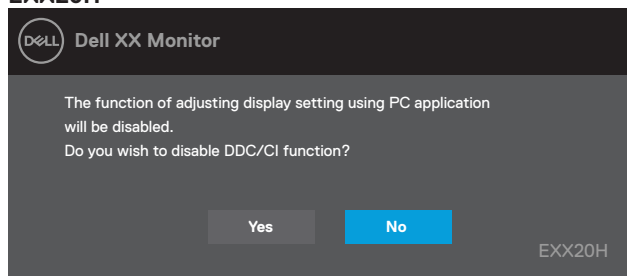 EXX20H
DELL Dell XX Monitor
The function of adjusting display setting using PC application
will be disabled.
Do you wish to disable DDC/CI function?
Yes No
EXX20H